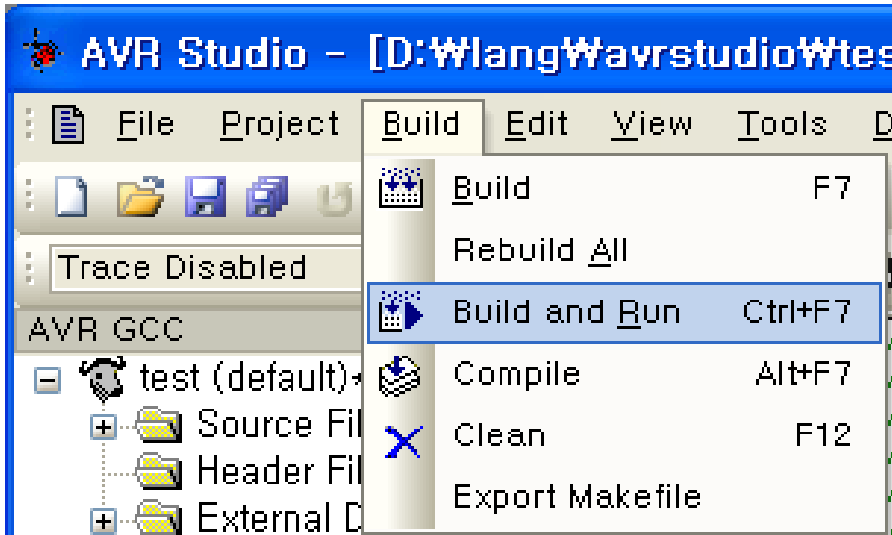 AVR Studio - [D:₩lang₩avrstudio₩tes
File Project Build Edit View Tools D
Build F7
Rebuild All
Trace Disabled
Build and Run Ctrl+F7
AVR GCC
test (default)
Compile Alt+F7
Source Fil
Clean F12
Header Fil
Export Makefile
External D